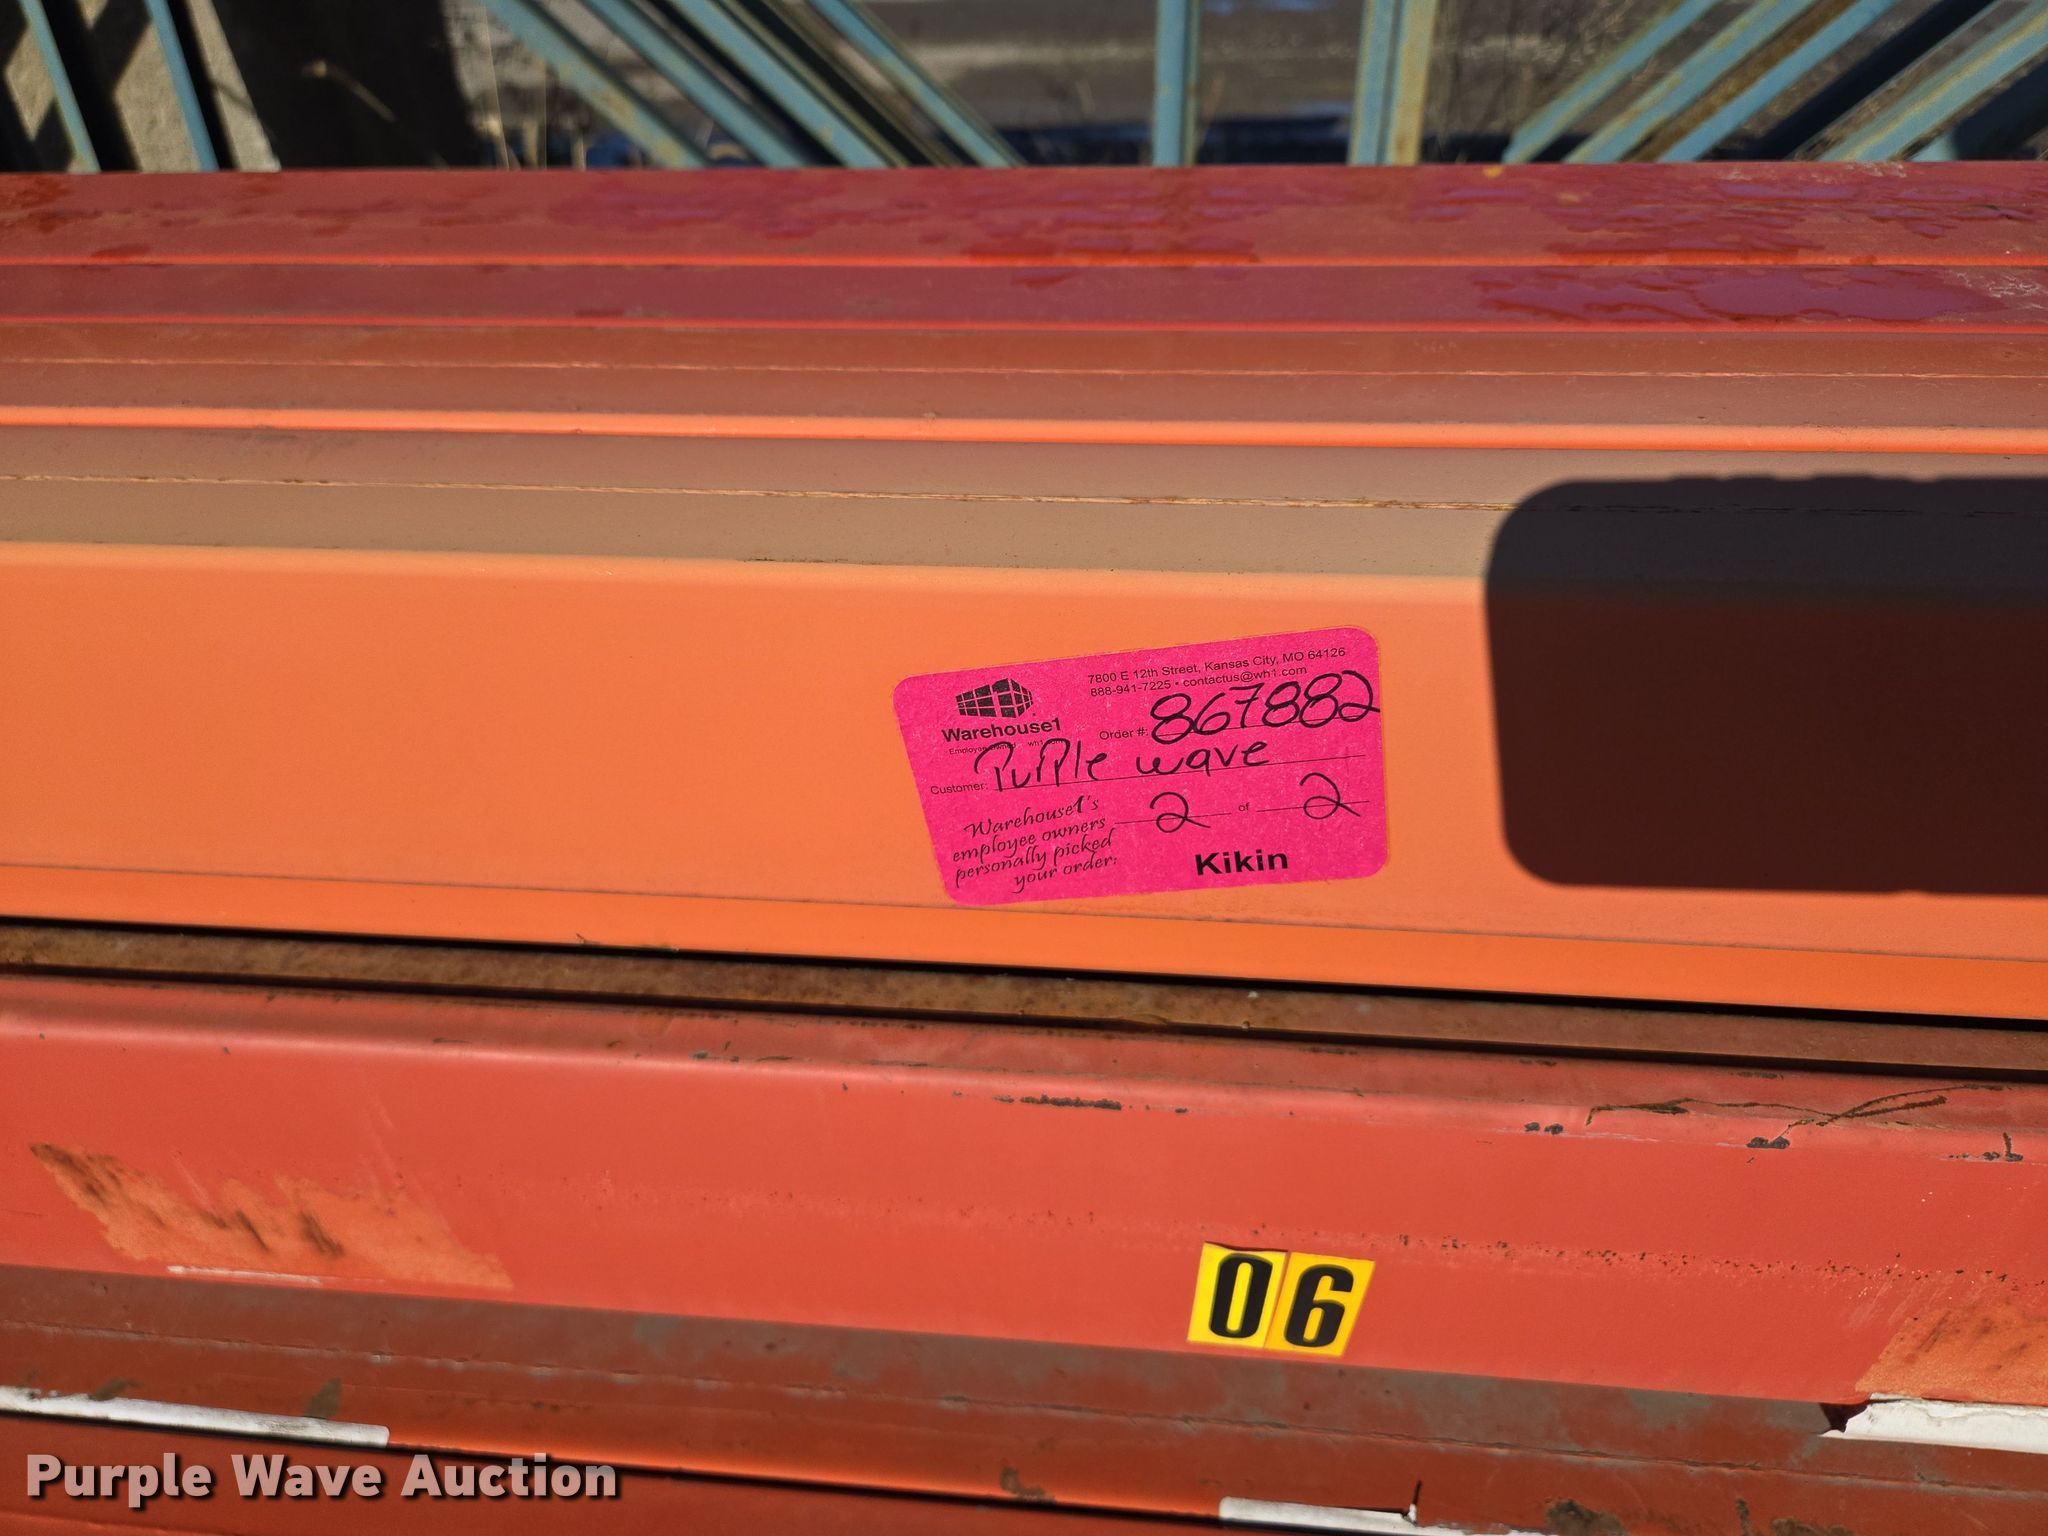 7800 E 12th Street, Kansas City, MO 64126
888-941-7225 • contactus@wh1.com
Warehouse1
Order #: 867882
Customer: Purple wave
Warehouse1's
employee owners
personally picked
your order:
2 of 2
Kikin
06
Purple Wave Auction